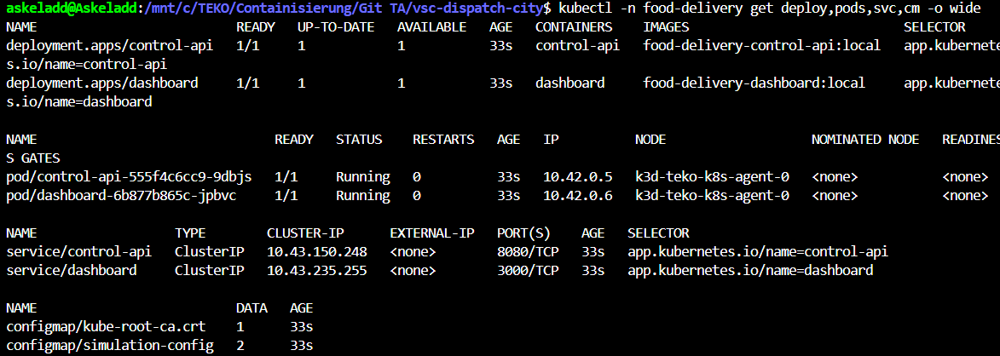 askeladd@Askeladd:/mnt/c/TEKO/Containisierung/Git TA/vsc-dispatch-city$ kubectl -n food-delivery get deploy,pods,svc,cm -o wide
NAME READY UP-TO-DATE AVAILABLE AGE CONTAINERS IMAGES SELECTOR
deployment.apps/control-api 1/1 1 1 33s control-api food-delivery-control-api:local app.kubernete
s.io/name=control-api
deployment.apps/dashboard 1/1 1 1 33s dashboard food-delivery-dashboard:local app.kubernete
s.io/name=dashboard
NAME READY STATUS RESTARTS AGE IP NODE NOMINATED NODE READINES
S GATES
pod/control-api-555f4c6cc9-9dbjs 1/1 Running 0 33s 10.42.0.5 k3d-teko-k8s-agent-0 <none> <none>
pod/dashboard-6b877b865c-jpbvc 1/1 Running 0 33s 10.42.0.6 k3d-teko-k8s-agent-0 <none> <none>
NAME TYPE CLUSTER-IP EXTERNAL-IP PORT(S) AGE SELECTOR
service/control-api ClusterIP 10.43.150.248 <none> 8080/TCP 33s app.kubernetes.io/name=control-api
service/dashboard ClusterIP 10.43.235.255 <none> 3000/TCP 33s app.kubernetes.io/name=dashboard
NAME DATA AGE
configmap/kube-root-ca.crt 1 33s
configmap/simulation-config 2 33s